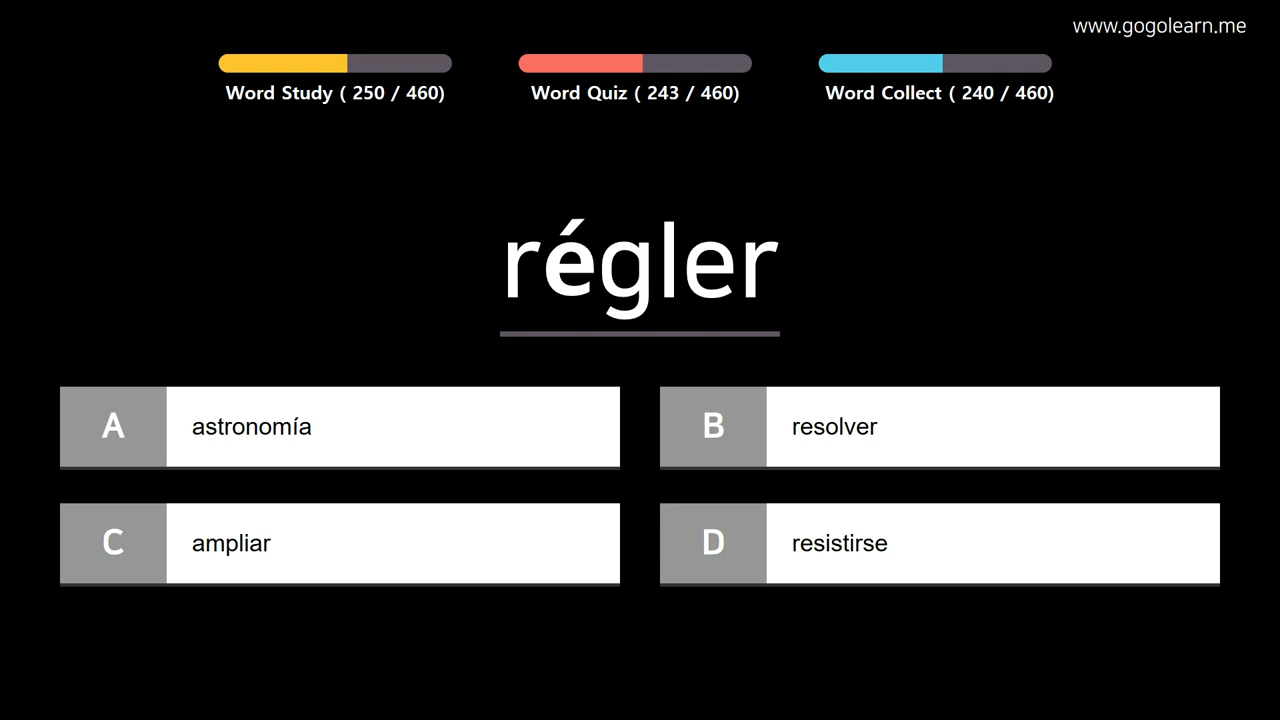 www.gogolearn.me
Word Study ( 250 / 460)
Word Quiz ( 243 / 460)
Word Collect ( 240 / 460)
régler
A astronomía
B resolver
C ampliar
D resistirse